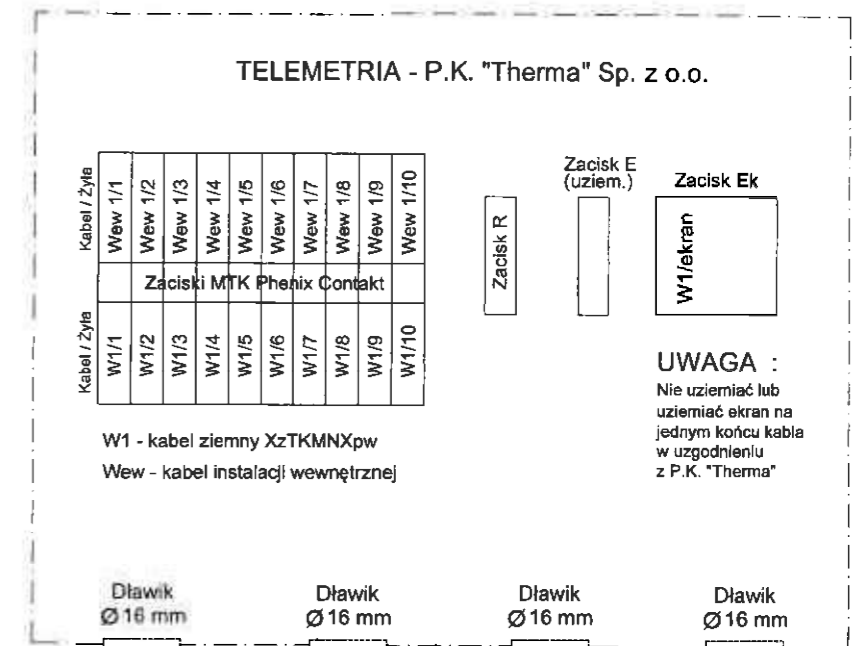 TELEMETRIA - P.K. "Therma" Sp. z o.o.
Kabel / Żyła
Wew 1/1
Wew 1/2
Wew 1/3
Wew 1/4
Wew 1/5
Wew 1/6
Wew 1/7
Wew 1/8
Wew 1/9
Wew 1/10
Zaciski MTK Phenix Contakt
Kabel / Żyła
W1/1
W1/2
W1/3
W1/4
W1/5
W1/6
W1/7
W1/8
W1/9
W1/10
Zacisk R
Zacisk E
(uziem.)
Zacisk Ek
W1/ekran
UWAGA :
Nie uziemiać lub
uziemiać ekran na
jednym końcu kabla
w uzgodnieniu
z P.K. "Therma"
W1 - kabel ziemny XzTKMNXpw
Wew - kabel instalacji wewnętrznej
Dławik
Ø 16 mm
Dławik
Ø 16 mm
Dławik
Ø 16 mm
Dławik
Ø 16 mm